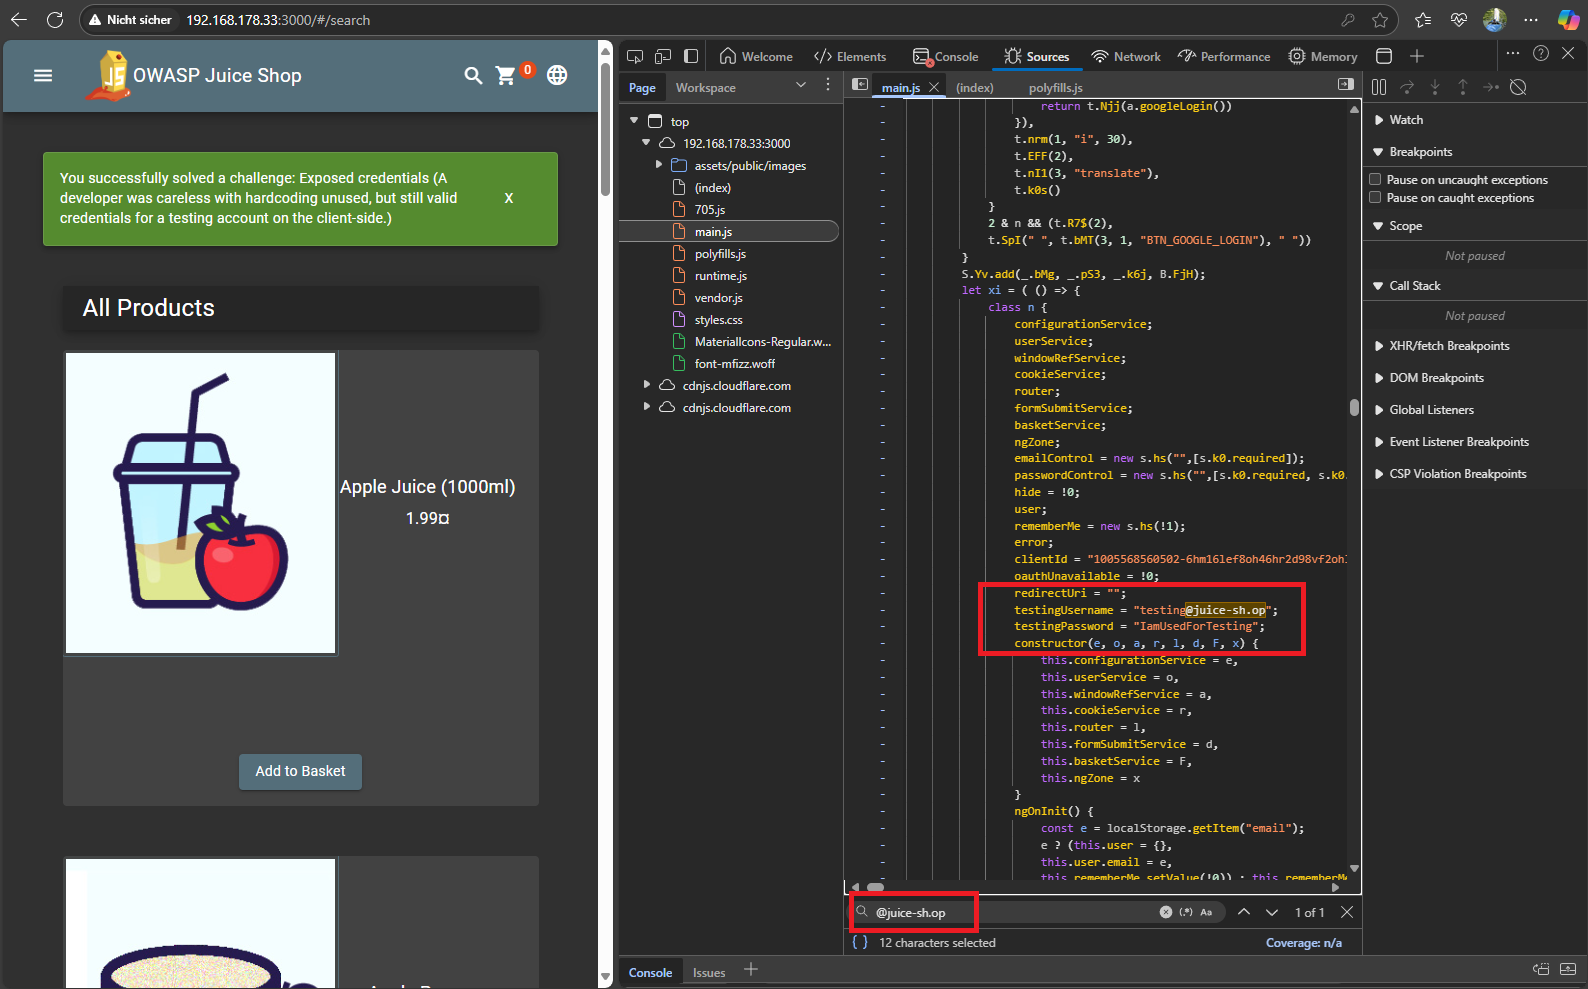 Nicht sicher
192.168.178.33:3000/#/search
OWASP Juice Shop
0
You successfully solved a challenge: Exposed credentials (A
developer was careless with hardcoding unused, but still valid
credentials for a testing account on the client-side.)
X
All Products
Apple Juice (1000ml)
1.99¤
Add to Basket
Welcome
Elements
Console
Sources
Network
Performance
Memory
Page
Workspace
top
192.168.178.33:3000
assets/public/images
(index)
705.js
main.js
polyfills.js
runtime.js
vendor.js
styles.css
MaterialIcons-Regular.w...
font-mfizz.woff
cdnjs.cloudflare.com
cdnjs.cloudflare.com
main.js
(index)
polyfills.js
return t.Njj(a.googleLogin())
}),
t.nrm(1, "i", 30),
t.EFF(2),
t.nI1(3, "translate"),
t.k0s()
}
2 & n && (t.R7$(2),
t.SpI(" ", t.bMT(3, 1, "BTN_GOOGLE_LOGIN"), " "))
}
S.Yv.add(_.bMg, _.pS3, _.k6j, B.FjH);
let xi = ( () => {
class n {
configurationService;
userService;
windowRefService;
cookieService;
router;
formSubmitService;
basketService;
ngZone;
emailControl = new s.hs("",[s.k0.required]);
passwordControl = new s.hs("",[s.k0.required, s.k0.
hide = !0;
user;
rememberMe = new s.hs(!1);
error;
clientId = "1005568560502-6hm16lef8oh46hr2d98vf2ohl
oauthUnavailable = !0;
redirectUri = "";
testingUsername = "testing@juice-sh.op";
testingPassword = "IamUsedForTesting";
constructor(e, o, a, r, l, d, F, x) {
this.configurationService = e,
this.userService = o,
this.windowRefService = a,
this.cookieService = r,
this.router = l,
this.formSubmitService = d,
this.basketService = F,
this.ngZone = x
}
ngOnInit() {
const e = localStorage.getItem("email");
e ? (this.user = {},
this.user.email = e,
this.rememberMe.setValue(!0)) : this.rememberMe
@juice-sh.op
(.*)
Aa
1 of 1
{ }
12 characters selected
Coverage: n/a
Console
Issues
Watch
Breakpoints
Pause on uncaught exceptions
Pause on caught exceptions
Scope
Not paused
Call Stack
Not paused
XHR/fetch Breakpoints
DOM Breakpoints
Global Listeners
Event Listener Breakpoints
CSP Violation Breakpoints